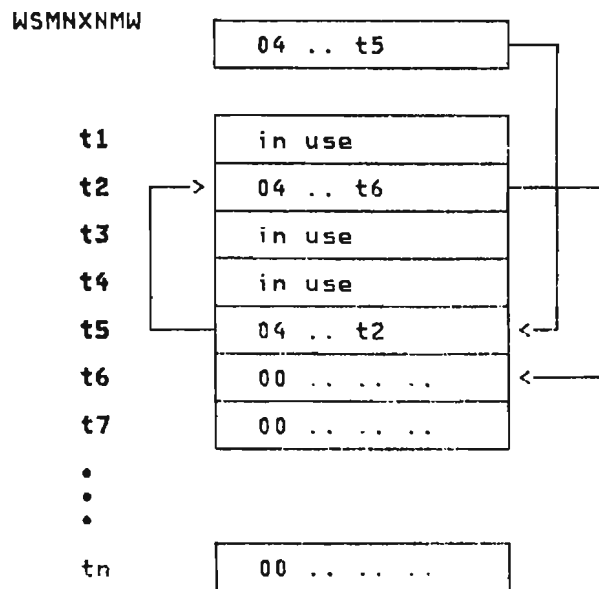 WSMNXNMW
04 .. t5
t1 in use
t2 04 .. t6
t3 in use
t4 in use
t5 04 .. t2
t6 00 .. .. ..
t7 00 .. .. ..
tn 00 .. .. ..